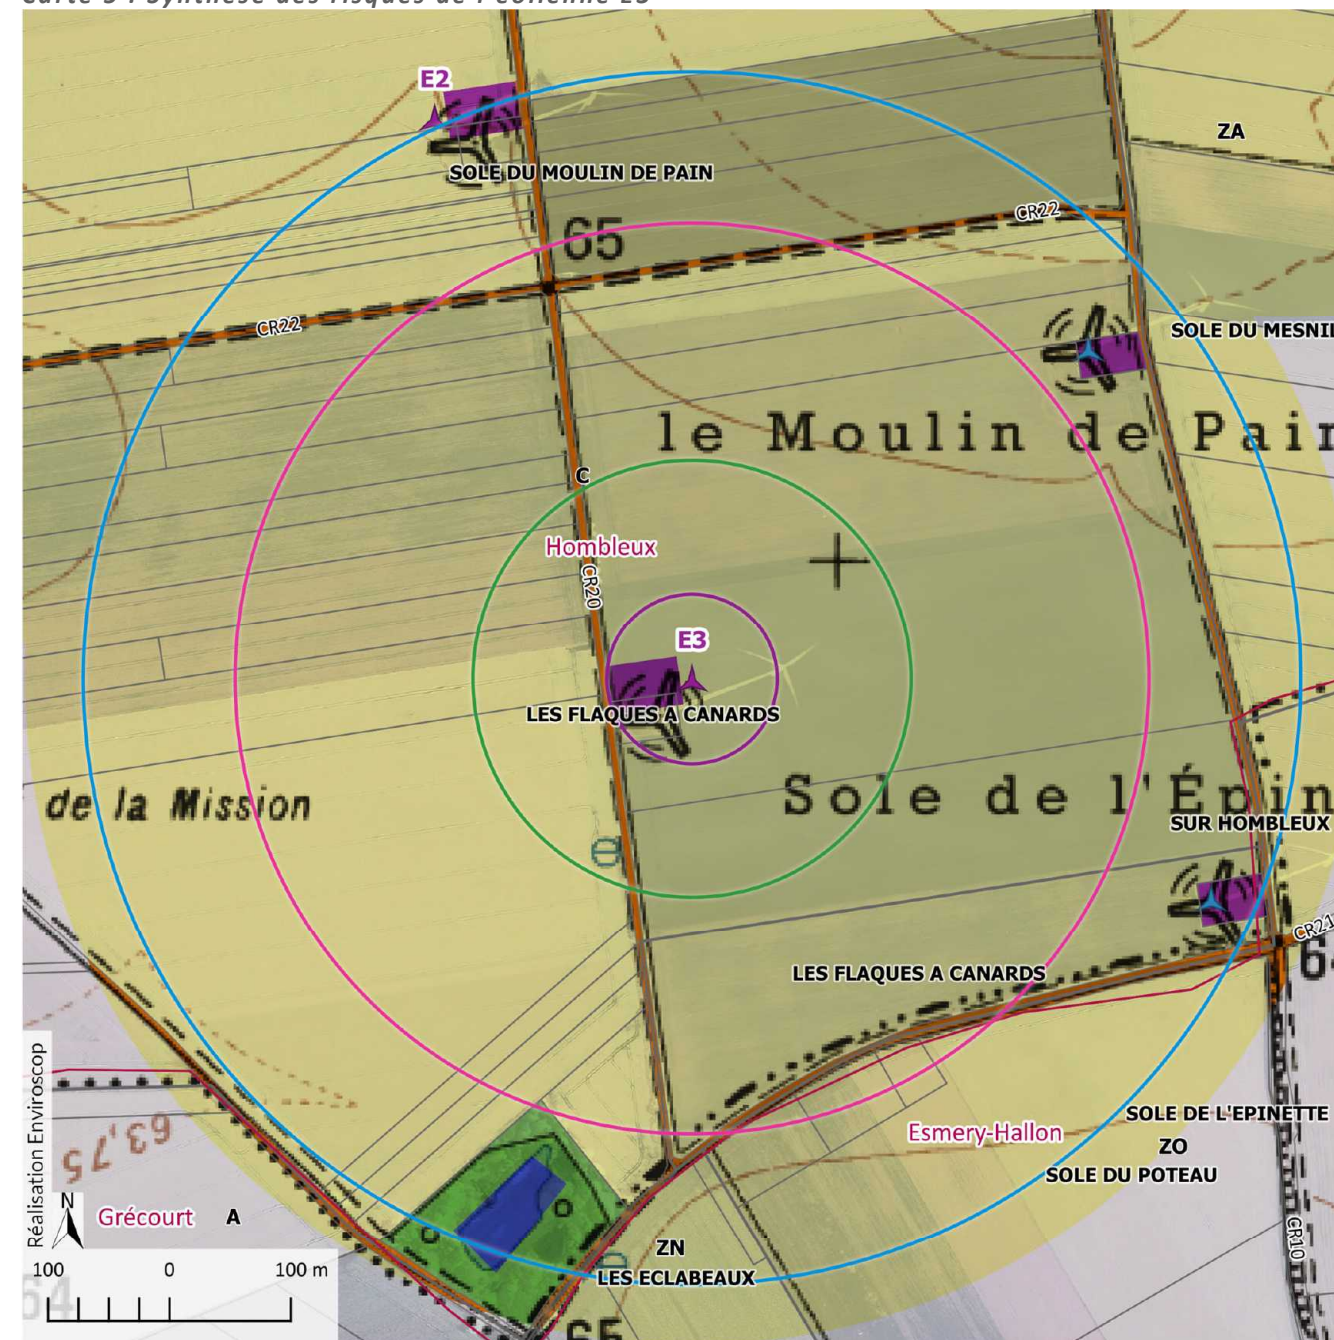 Carte 5 : Synthèse des risques de l'éolienne E3
E2
ZA
SOLE DU MOULIN DE PAIN
CR22
65
CR22
SOLE DU MESNIL
le Moulin de Pain
C
Hombleux
CR20
E3
LES FLAQUES A CANARDS
de la Mission
Sole de l'Épin
SUR HOMBLEUX
CR21
64
LES FLAQUES A CANARDS
SOLE DE L'EPINETTE
Esmery-Hallon
63,75
ZO
SOLE DU POTEAU
Réalisation Enviroscop
N
Grécourt
A
CR10
ZN
LES ECLABEAUX
100 0 100 m
64
65